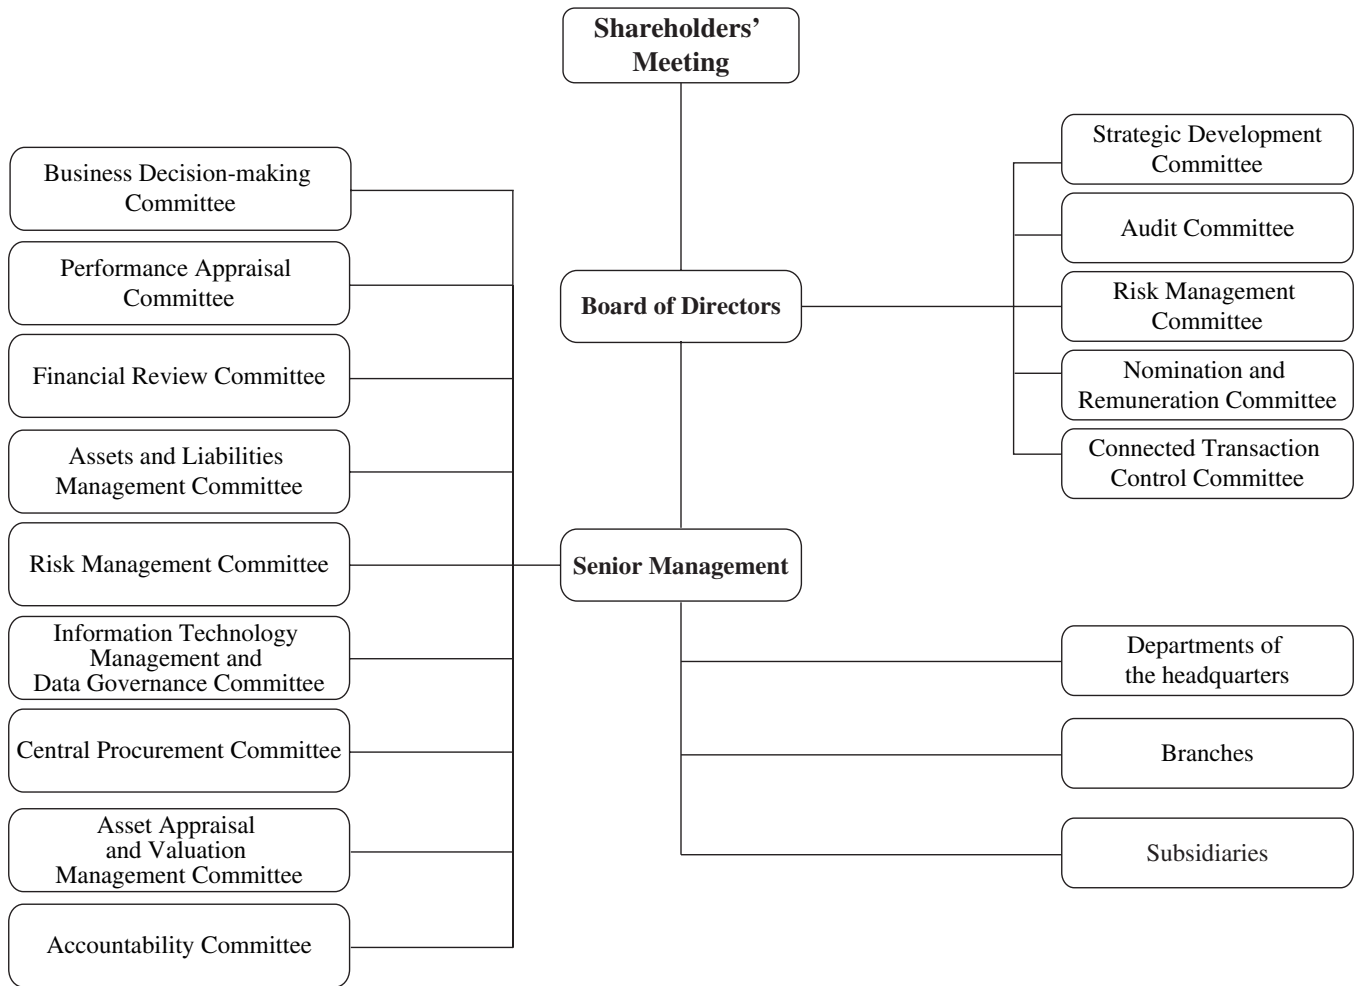 Shareholders’
Meeting
Business Decision-making
Committee
Performance Appraisal
Committee
Financial Review Committee
Assets and Liabilities
Management Committee
Risk Management Committee
Information Technology
Management and
Data Governance Committee
Central Procurement Committee
Asset Appraisal
and Valuation
Management Committee
Accountability Committee
Board of Directors
Senior Management
Strategic Development
Committee
Audit Committee
Risk Management
Committee
Nomination and
Remuneration Committee
Connected Transaction
Control Committee
Departments of
the headquarters
Branches
Subsidiaries